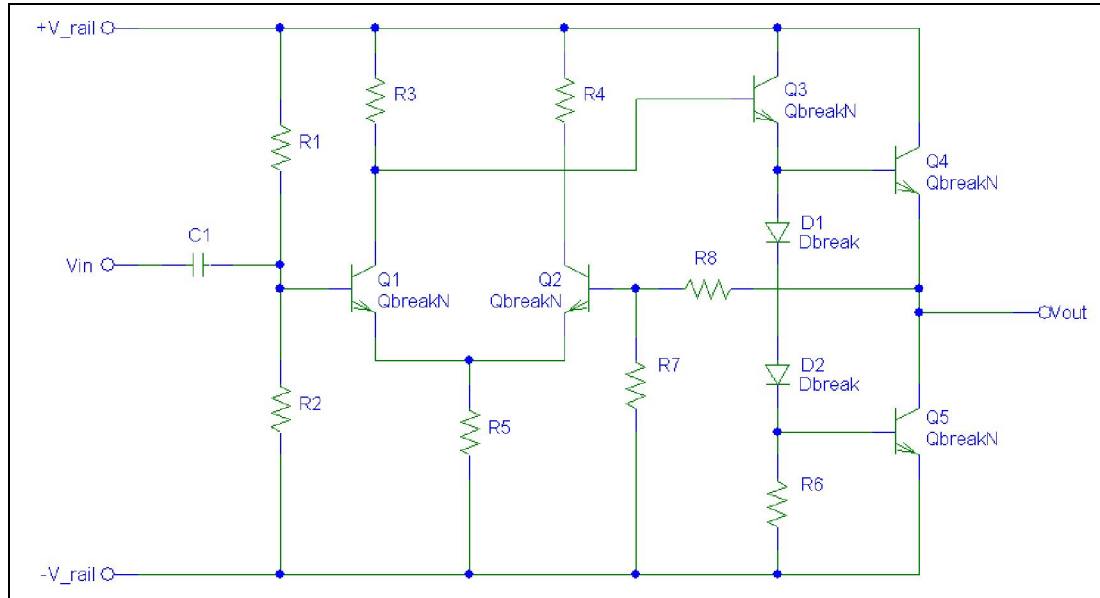 +V_rail
R3
R4
Q3
QbreakN
R1
Q4
QbreakN
C1
D1
Dbreak
Vin
R8
Q1
QbreakN
Q2
QbreakN
Vout
R7
D2
Dbreak
R2
R5
Q5
QbreakN
R6
-V_rail